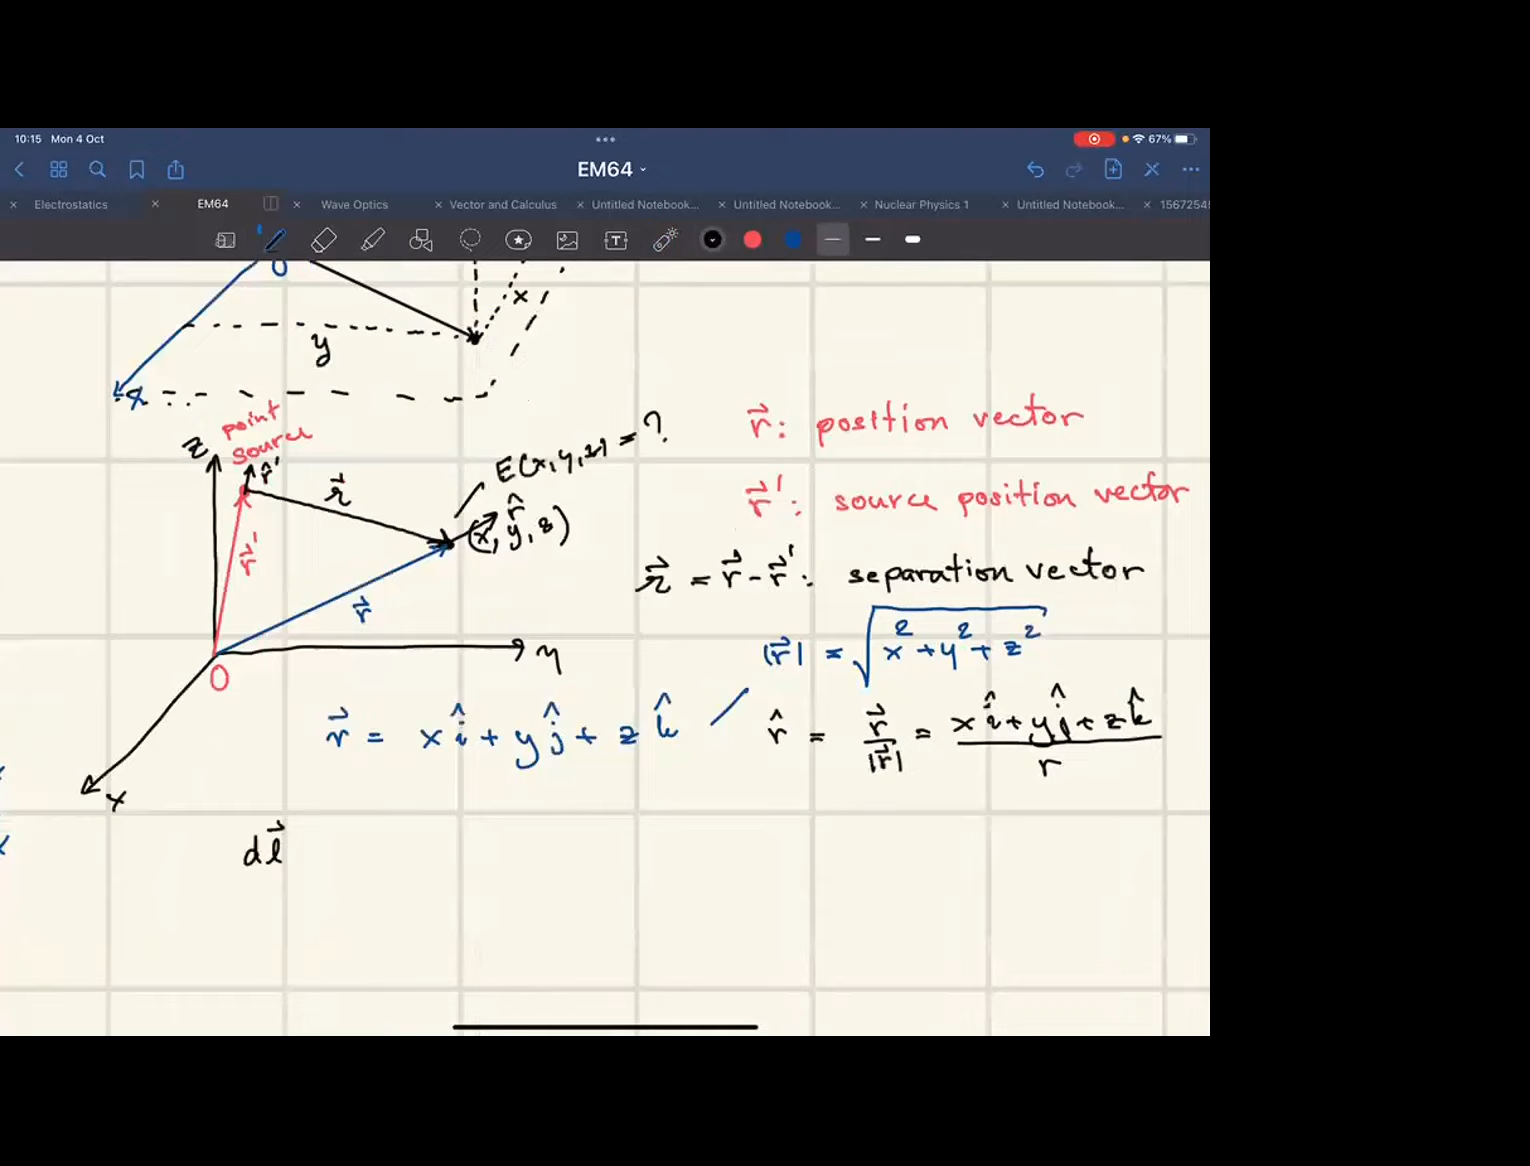 10:15 Mon 4 Oct
67%
EM64
Electrostatics
EM64
Wave Optics
Vector and Calculus
Untitled Notebook...
Untitled Notebook...
Nuclear Physics 1
Untitled Notebook...
1567254
O
x
y
x
point
source
z
r̂'
𝓇⃗
E(x,y,z) = ?
r̂
(x, y, z)
r⃗'
r⃗
O
y
x
r⃗ : position vector
r⃗' : source position vector
𝓇⃗ = r⃗ - r⃗' : separation vector
|r⃗| = √(x² + y² + z²)
r⃗ = x î + y ĵ + z k̂
r̂ = r⃗/|r⃗| = (x î + y ĵ + z k̂)/r
dl⃗